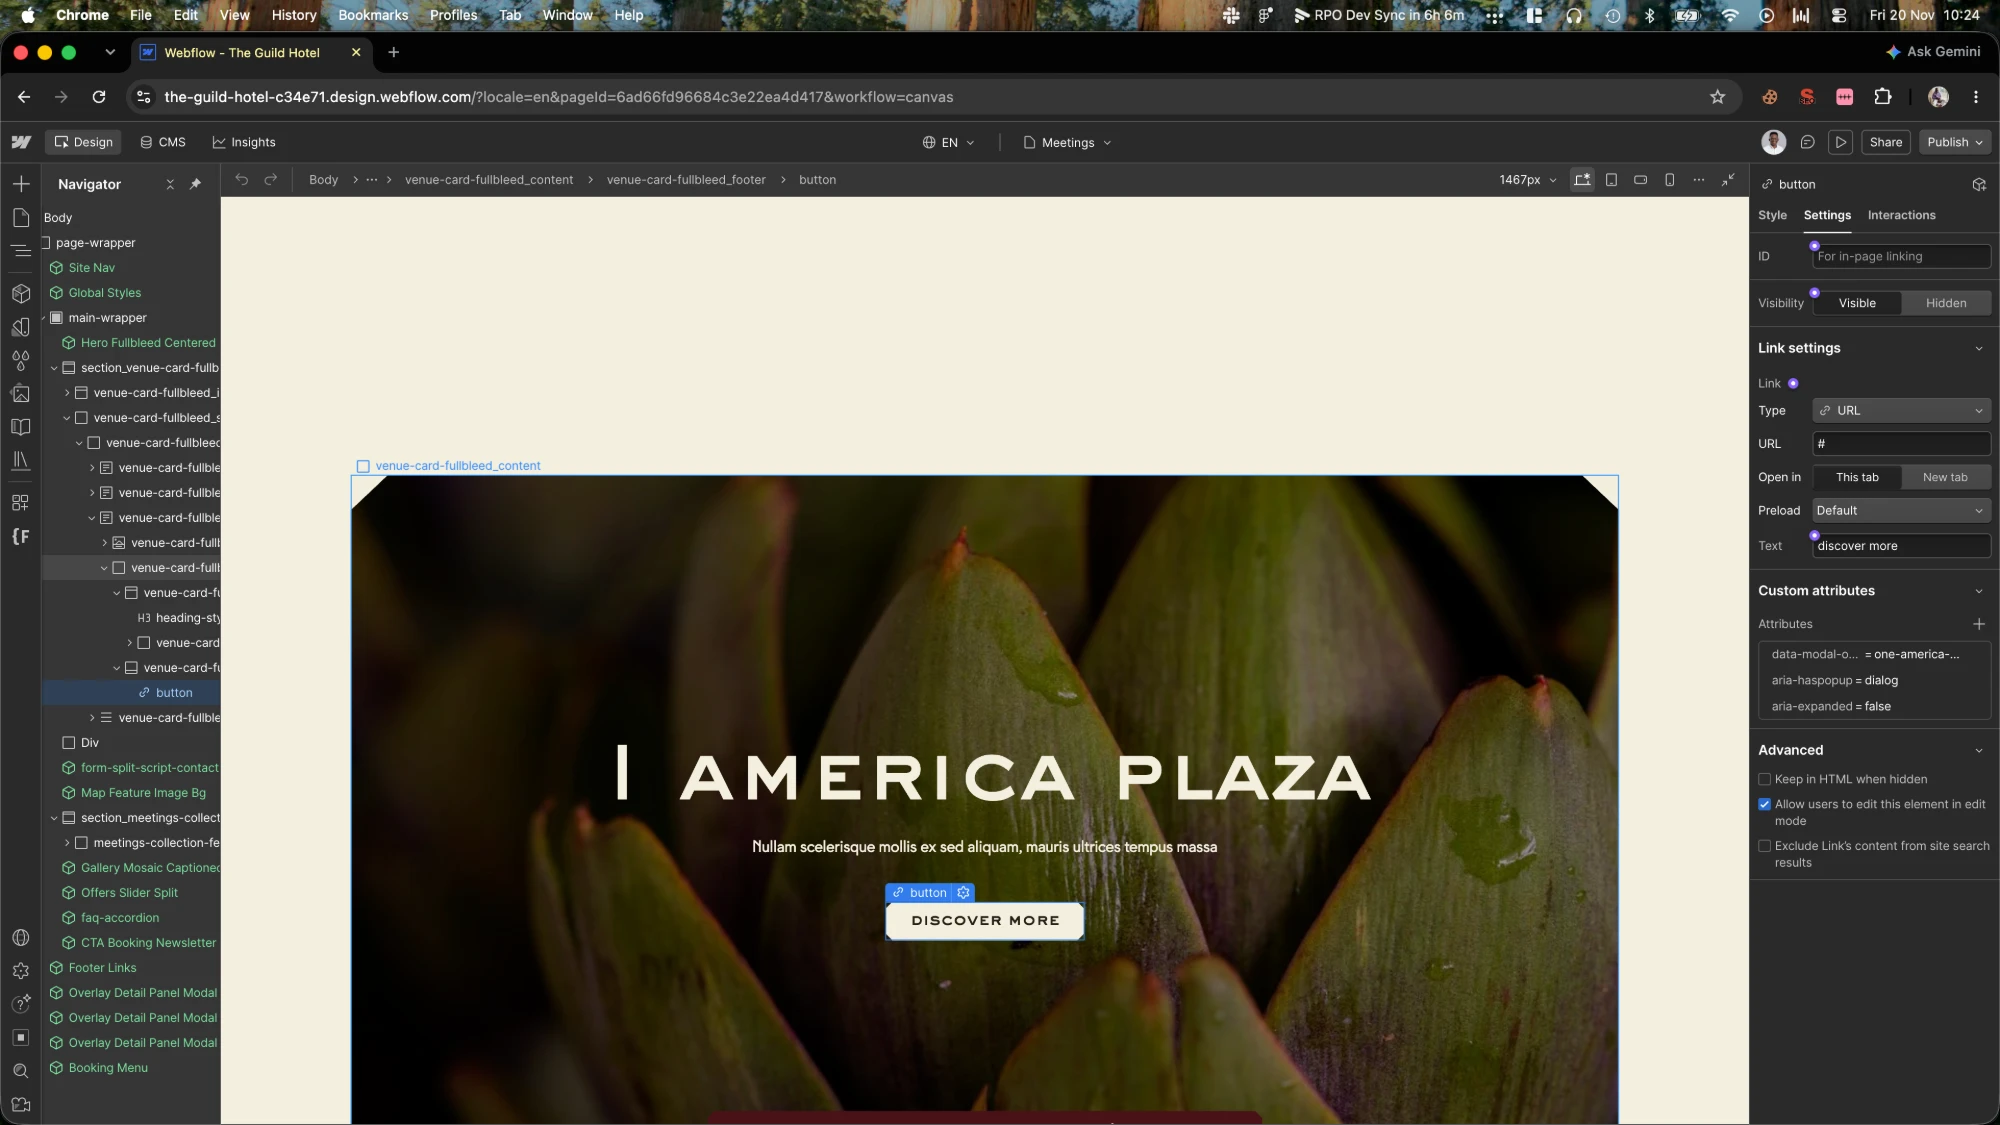 Chrome File Edit View History Bookmarks Profiles Tab Window Help RPO Dev Sync in 6h 6m Fri 20 Nov 10:24
Webflow - The Guild Hotel Ask Gemini
the-guild-hotel-c34e71.design.webflow.com/?locale=en&pageId=6ad66fd96684c3e22ea4d417&workflow=canvas
Design CMS Insights EN Meetings Share Publish
Navigator
Body > ... > venue-card-fullbleed_content > venue-card-fullbleed_footer > button 1467px
Body
page-wrapper
Site Nav
Global Styles
main-wrapper
Hero Fullbleed Centered
section_venue-card-fullb
venue-card-fullbleed_i
venue-card-fullbleed_s
venue-card-fullbleed
venue-card-fullble
venue-card-fullble
venue-card-fullble
venue-card-full
venue-card-full
venue-card-fu
H3 heading-sty
venue-card
venue-card-fu
button
venue-card-fullble
Div
form-split-script-contact
Map Feature Image Bg
section_meetings-collect
meetings-collection-fe
Gallery Mosaic Captioned
Offers Slider Split
faq-accordion
CTA Booking Newsletter
Footer Links
Overlay Detail Panel Modal
Overlay Detail Panel Modal
Overlay Detail Panel Modal
Booking Menu
venue-card-fullbleed_content
1 AMERICA PLAZA
Nullam scelerisque mollis ex sed aliquam, mauris ultrices tempus massa
button
DISCOVER MORE
button
Style Settings Interactions
ID For in-page linking
Visibility Visible Hidden
Link settings
Link
Type URL
URL #
Open in This tab New tab
Preload Default
Text discover more
Custom attributes
Attributes
data-modal-o... = one-america-...
aria-haspopup = dialog
aria-expanded = false
Advanced
Keep in HTML when hidden
Allow users to edit this element in edit
mode
Exclude Link's content from site search
results